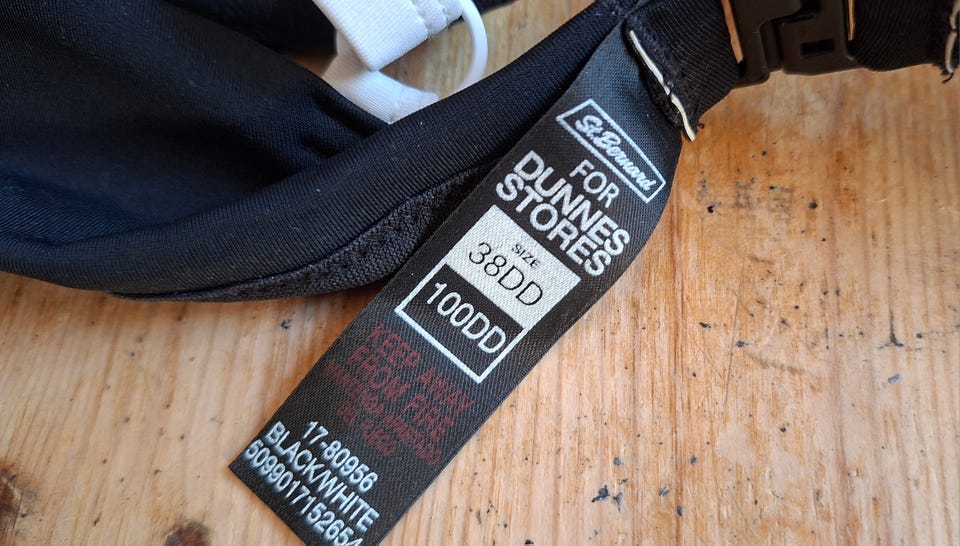 St.Bernard
FOR
DUNNES
STORES
SIZE
38DD
100DD
KEEP AWAY
FROM FIRE
17-80956
BLACK/WHITE
5099017152654